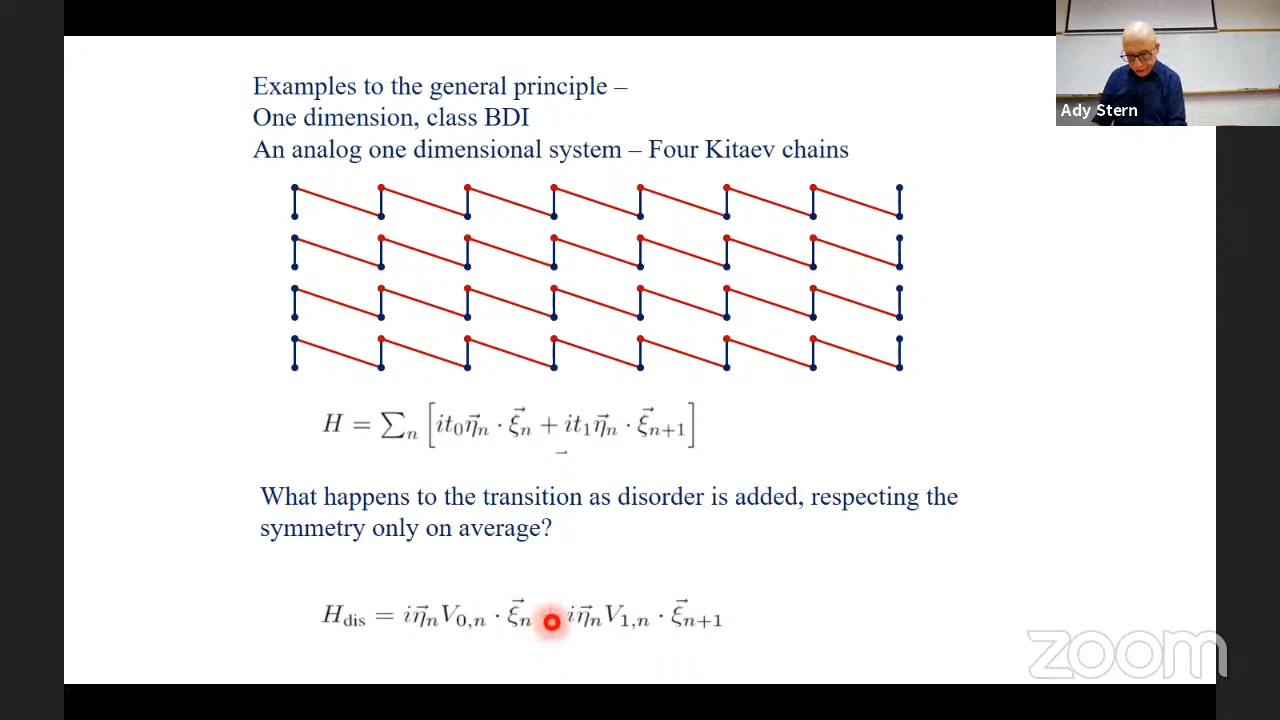 Examples to the general principle –
One dimension, class BDI
An analog one dimensional system – Four Kitaev chains
Ady Stern
H = ∑ₙ [it₀η⃗ₙ · ξ⃗ₙ + it₁η⃗ₙ · ξ⃗ₙ₊₁]
What happens to the transition as disorder is added, respecting the
symmetry only on average?
H_dis = iη⃗ₙV₀,ₙ · ξ⃗ₙ + iη⃗ₙV₁,ₙ · ξ⃗ₙ₊₁
zoom